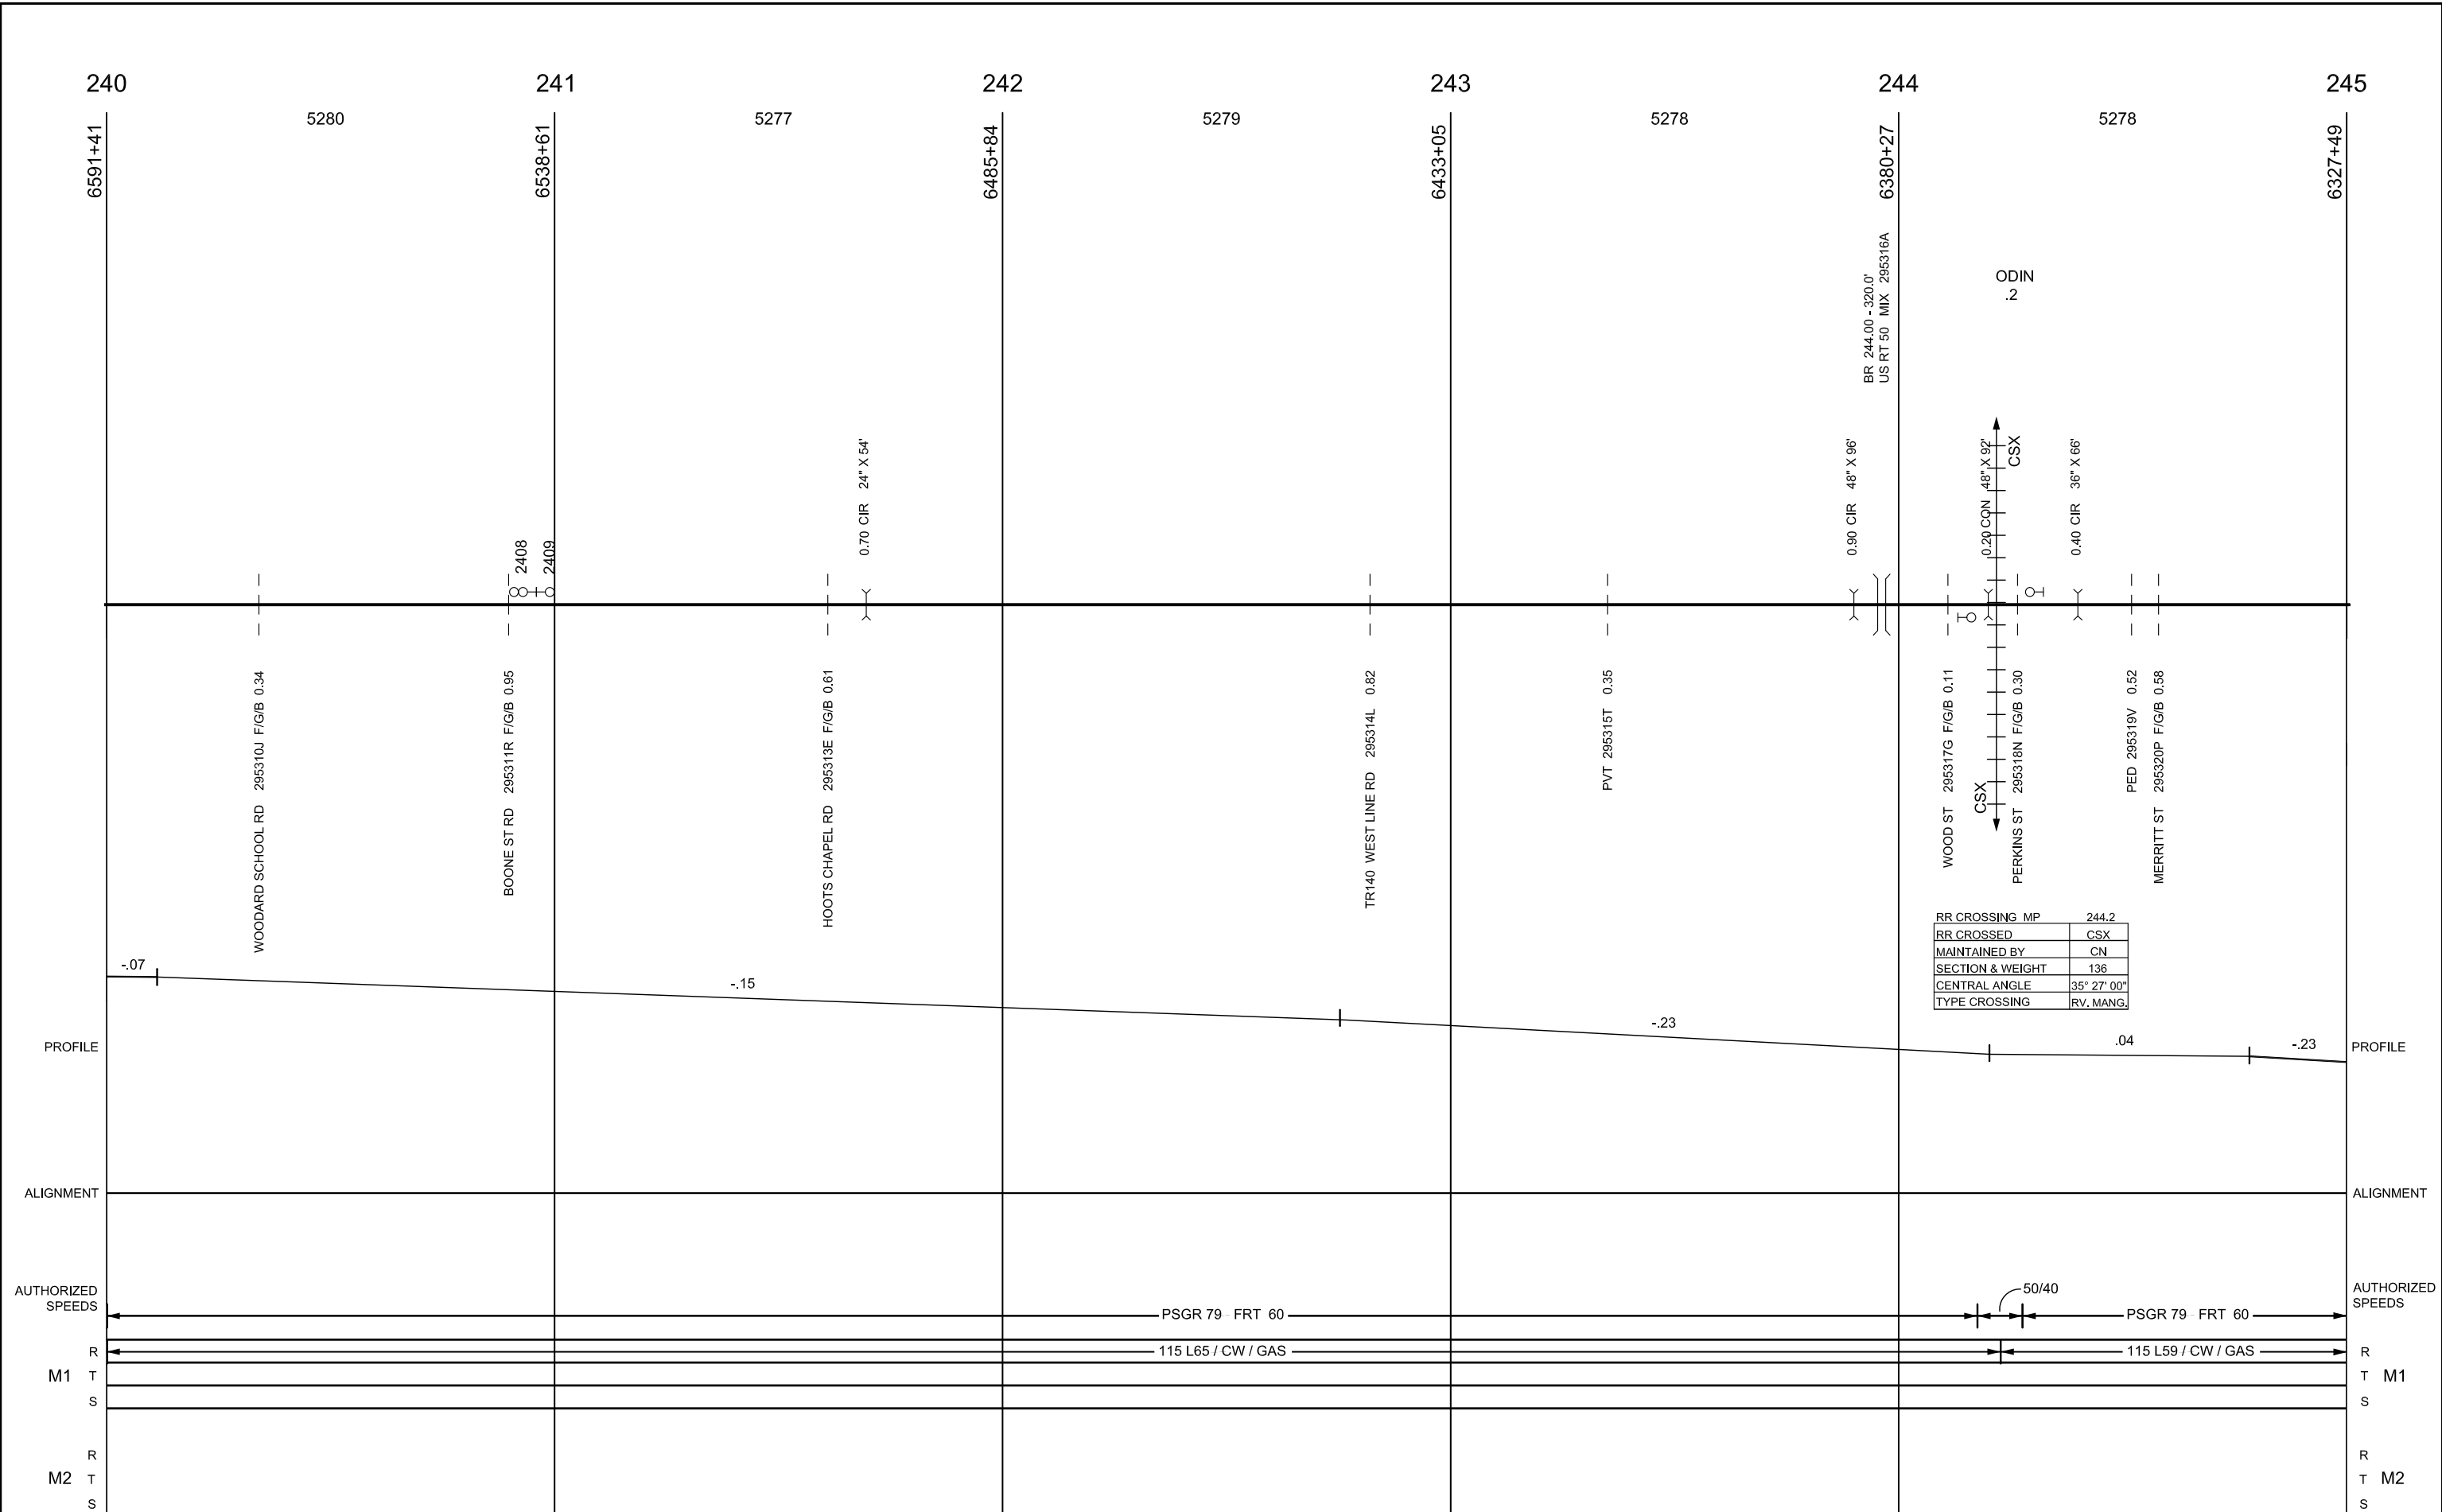 240 241 242 243 244 245
5280 5277 5279 5278 5278
6591+41
6538+61
6485+84
6433+05
6380+27
6327+49
BR 244.00 - 320.0'
US RT 50 MIX 295316A
ODIN
.2
2408
2409
0.70 CIR 24" X 54'
0.90 CIR 48" X 96'
0.20 CON 48" X 92'
CSX
0.40 CIR 36" X 66'
WOODARD SCHOOL RD 295310J F/G/B 0.34
BOONE ST RD 295311R F/G/B 0.95
HOOTS CHAPEL RD 295313E F/G/B 0.61
TR140 WEST LINE RD 295314L 0.82
PVT 295315T 0.35
WOOD ST 295317G F/G/B 0.11
CSX
PERKINS ST 295318N F/G/B 0.30
PED 295319V 0.52
MERRITT ST 295320P F/G/B 0.58
RR CROSSING MP 244.2
RR CROSSED CSX
MAINTAINED BY CN
SECTION & WEIGHT 136
CENTRAL ANGLE 35° 27' 00"
TYPE CROSSING RV. MANG.
-.07 -.15 -.23 .04 -.23
PROFILE PROFILE
ALIGNMENT ALIGNMENT
AUTHORIZED
SPEEDS
50/40
AUTHORIZED
SPEEDS
PSGR 79 - FRT 60 PSGR 79 - FRT 60
R 115 L65 / CW / GAS 115 L59 / CW / GAS R
M1 T T M1
S S
R R
M2 T T M2
S S